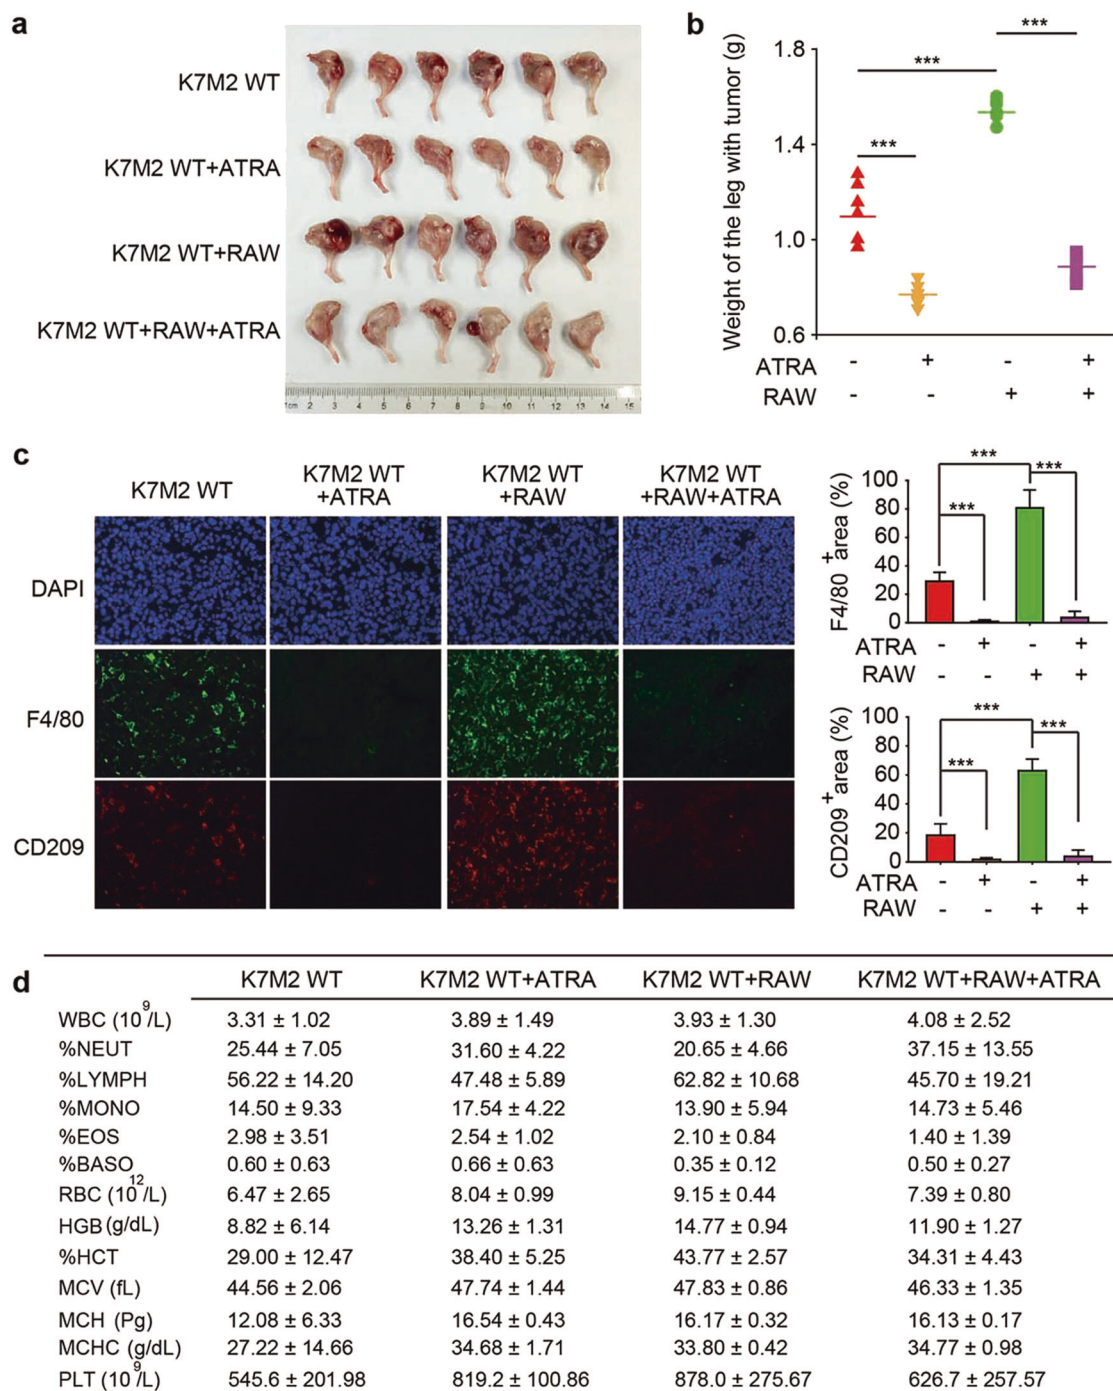 a
K7M2 WT
K7M2 WT+ATRA
K7M2 WT+RAW
K7M2 WT+RAW+ATRA
1cm 2 3 4 5 6 7 8 9 10 11 12 13 14 15
b
Weight of the leg with tumor (g)
1.8
1.4
1.0
0.6
***
***
***
ATRA - + - +
RAW - - + +
c
K7M2 WT
K7M2 WT
+ATRA
K7M2 WT
+RAW
K7M2 WT
+RAW+ATRA
DAPI
F4/80
CD209
F4/80+area (%)
100
80
60
40
20
0
***
***
***
ATRA - + - +
RAW - - + +
CD209+area (%)
100
80
60
40
20
0
***
***
***
ATRA - + - +
RAW - - + +
d
K7M2 WT K7M2 WT+ATRA K7M2 WT+RAW K7M2 WT+RAW+ATRA
WBC (10^9/L) 3.31 ± 1.02 3.89 ± 1.49 3.93 ± 1.30 4.08 ± 2.52
%NEUT 25.44 ± 7.05 31.60 ± 4.22 20.65 ± 4.66 37.15 ± 13.55
%LYMPH 56.22 ± 14.20 47.48 ± 5.89 62.82 ± 10.68 45.70 ± 19.21
%MONO 14.50 ± 9.33 17.54 ± 4.22 13.90 ± 5.94 14.73 ± 5.46
%EOS 2.98 ± 3.51 2.54 ± 1.02 2.10 ± 0.84 1.40 ± 1.39
%BASO 0.60 ± 0.63 0.66 ± 0.63 0.35 ± 0.12 0.50 ± 0.27
RBC (10^12/L) 6.47 ± 2.65 8.04 ± 0.99 9.15 ± 0.44 7.39 ± 0.80
HGB (g/dL) 8.82 ± 6.14 13.26 ± 1.31 14.77 ± 0.94 11.90 ± 1.27
%HCT 29.00 ± 12.47 38.40 ± 5.25 43.77 ± 2.57 34.31 ± 4.43
MCV (fL) 44.56 ± 2.06 47.74 ± 1.44 47.83 ± 0.86 46.33 ± 1.35
MCH (Pg) 12.08 ± 6.33 16.54 ± 0.43 16.17 ± 0.32 16.13 ± 0.17
MCHC (g/dL) 27.22 ± 14.66 34.68 ± 1.71 33.80 ± 0.42 34.77 ± 0.98
PLT (10^9/L) 545.6 ± 201.98 819.2 ± 100.86 878.0 ± 275.67 626.7 ± 257.57